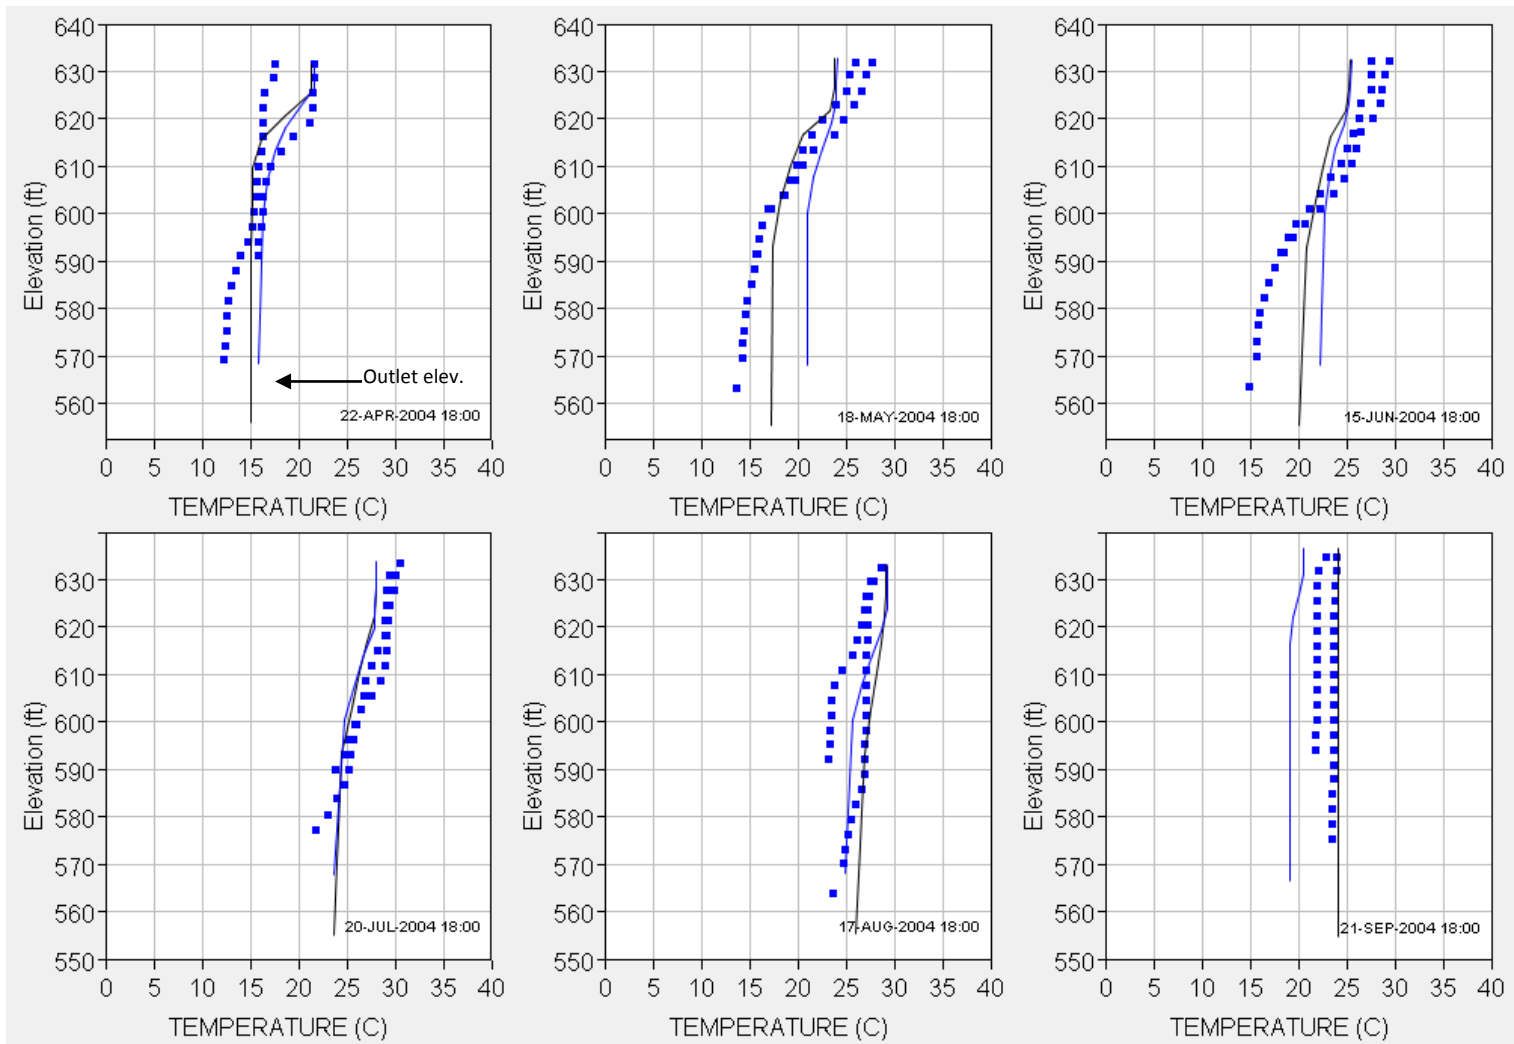 640
630
620
610
600
590
580
570
560
Elevation (ft)
Outlet elev.
22-APR-2004 18:00
0 5 10 15 20 25 30 35 40
TEMPERATURE (C)
640
630
620
610
600
590
580
570
560
Elevation (ft)
18-MAY-2004 18:00
0 5 10 15 20 25 30 35 40
TEMPERATURE (C)
640
630
620
610
600
590
580
570
560
Elevation (ft)
15-JUN-2004 18:00
0 5 10 15 20 25 30 35 40
TEMPERATURE (C)
630
620
610
600
590
580
570
560
550
Elevation (ft)
20-JUL-2004 18:00
0 5 10 15 20 25 30 35 40
TEMPERATURE (C)
630
620
610
600
590
580
570
560
550
Elevation (ft)
17-AUG-2004 18:00
0 5 10 15 20 25 30 35 40
TEMPERATURE (C)
630
620
610
600
590
580
570
560
550
Elevation (ft)
21-SEP-2004 18:00
0 5 10 15 20 25 30 35 40
TEMPERATURE (C)